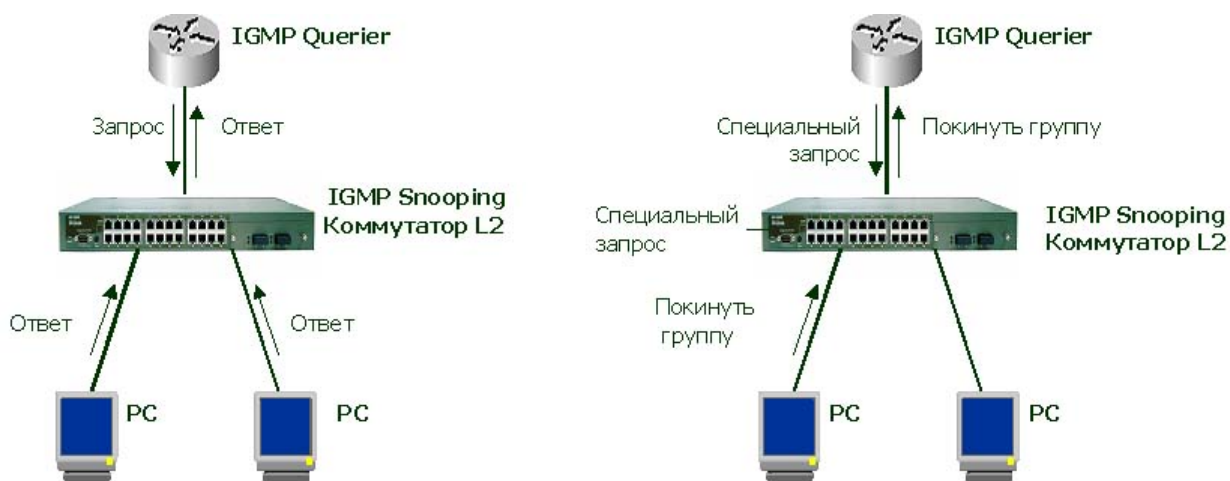 IGMP Querier
Запрос
Ответ
IGMP Snooping
Коммутатор L2
Ответ
Ответ
PC
PC
IGMP Querier
Специальный
запрос
Покинуть группу
Специальный
запрос
IGMP Snooping
Коммутатор L2
Покинуть
группу
PC
PC